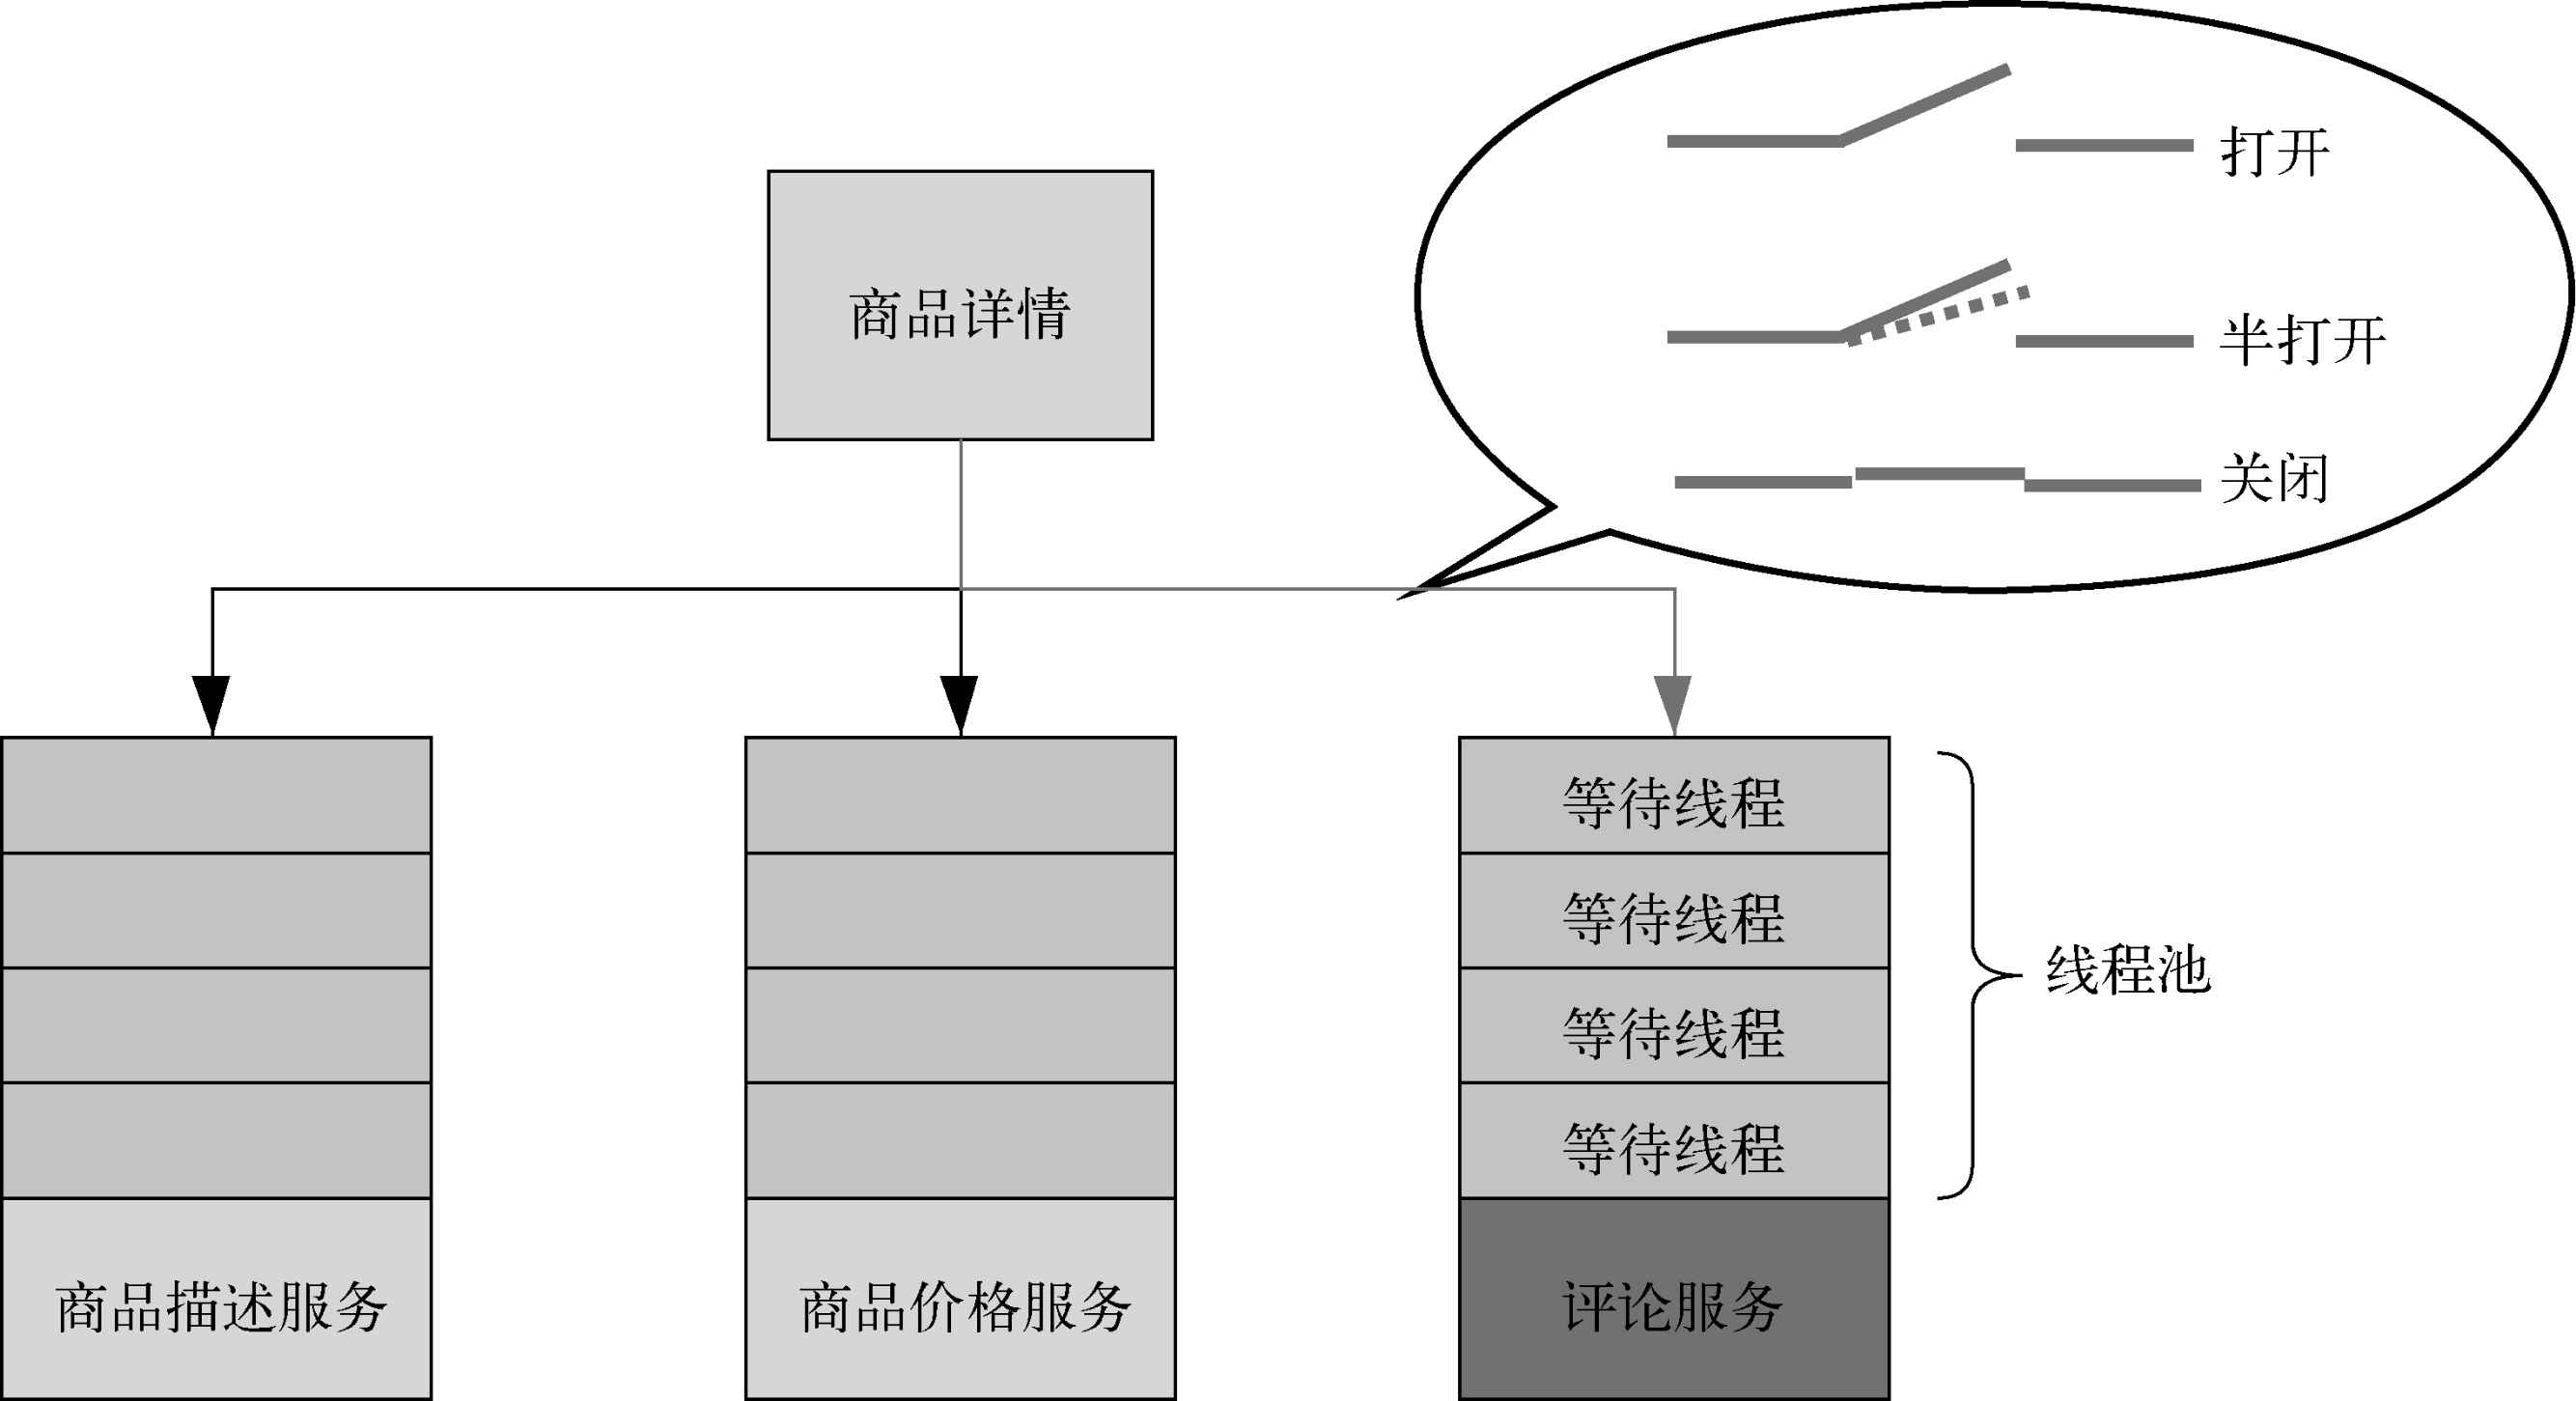 打开
商品详情
半打开
关闭
等待线程
等待线程
等待线程
等待线程
线程池
商品描述服务
商品价格服务
评论服务